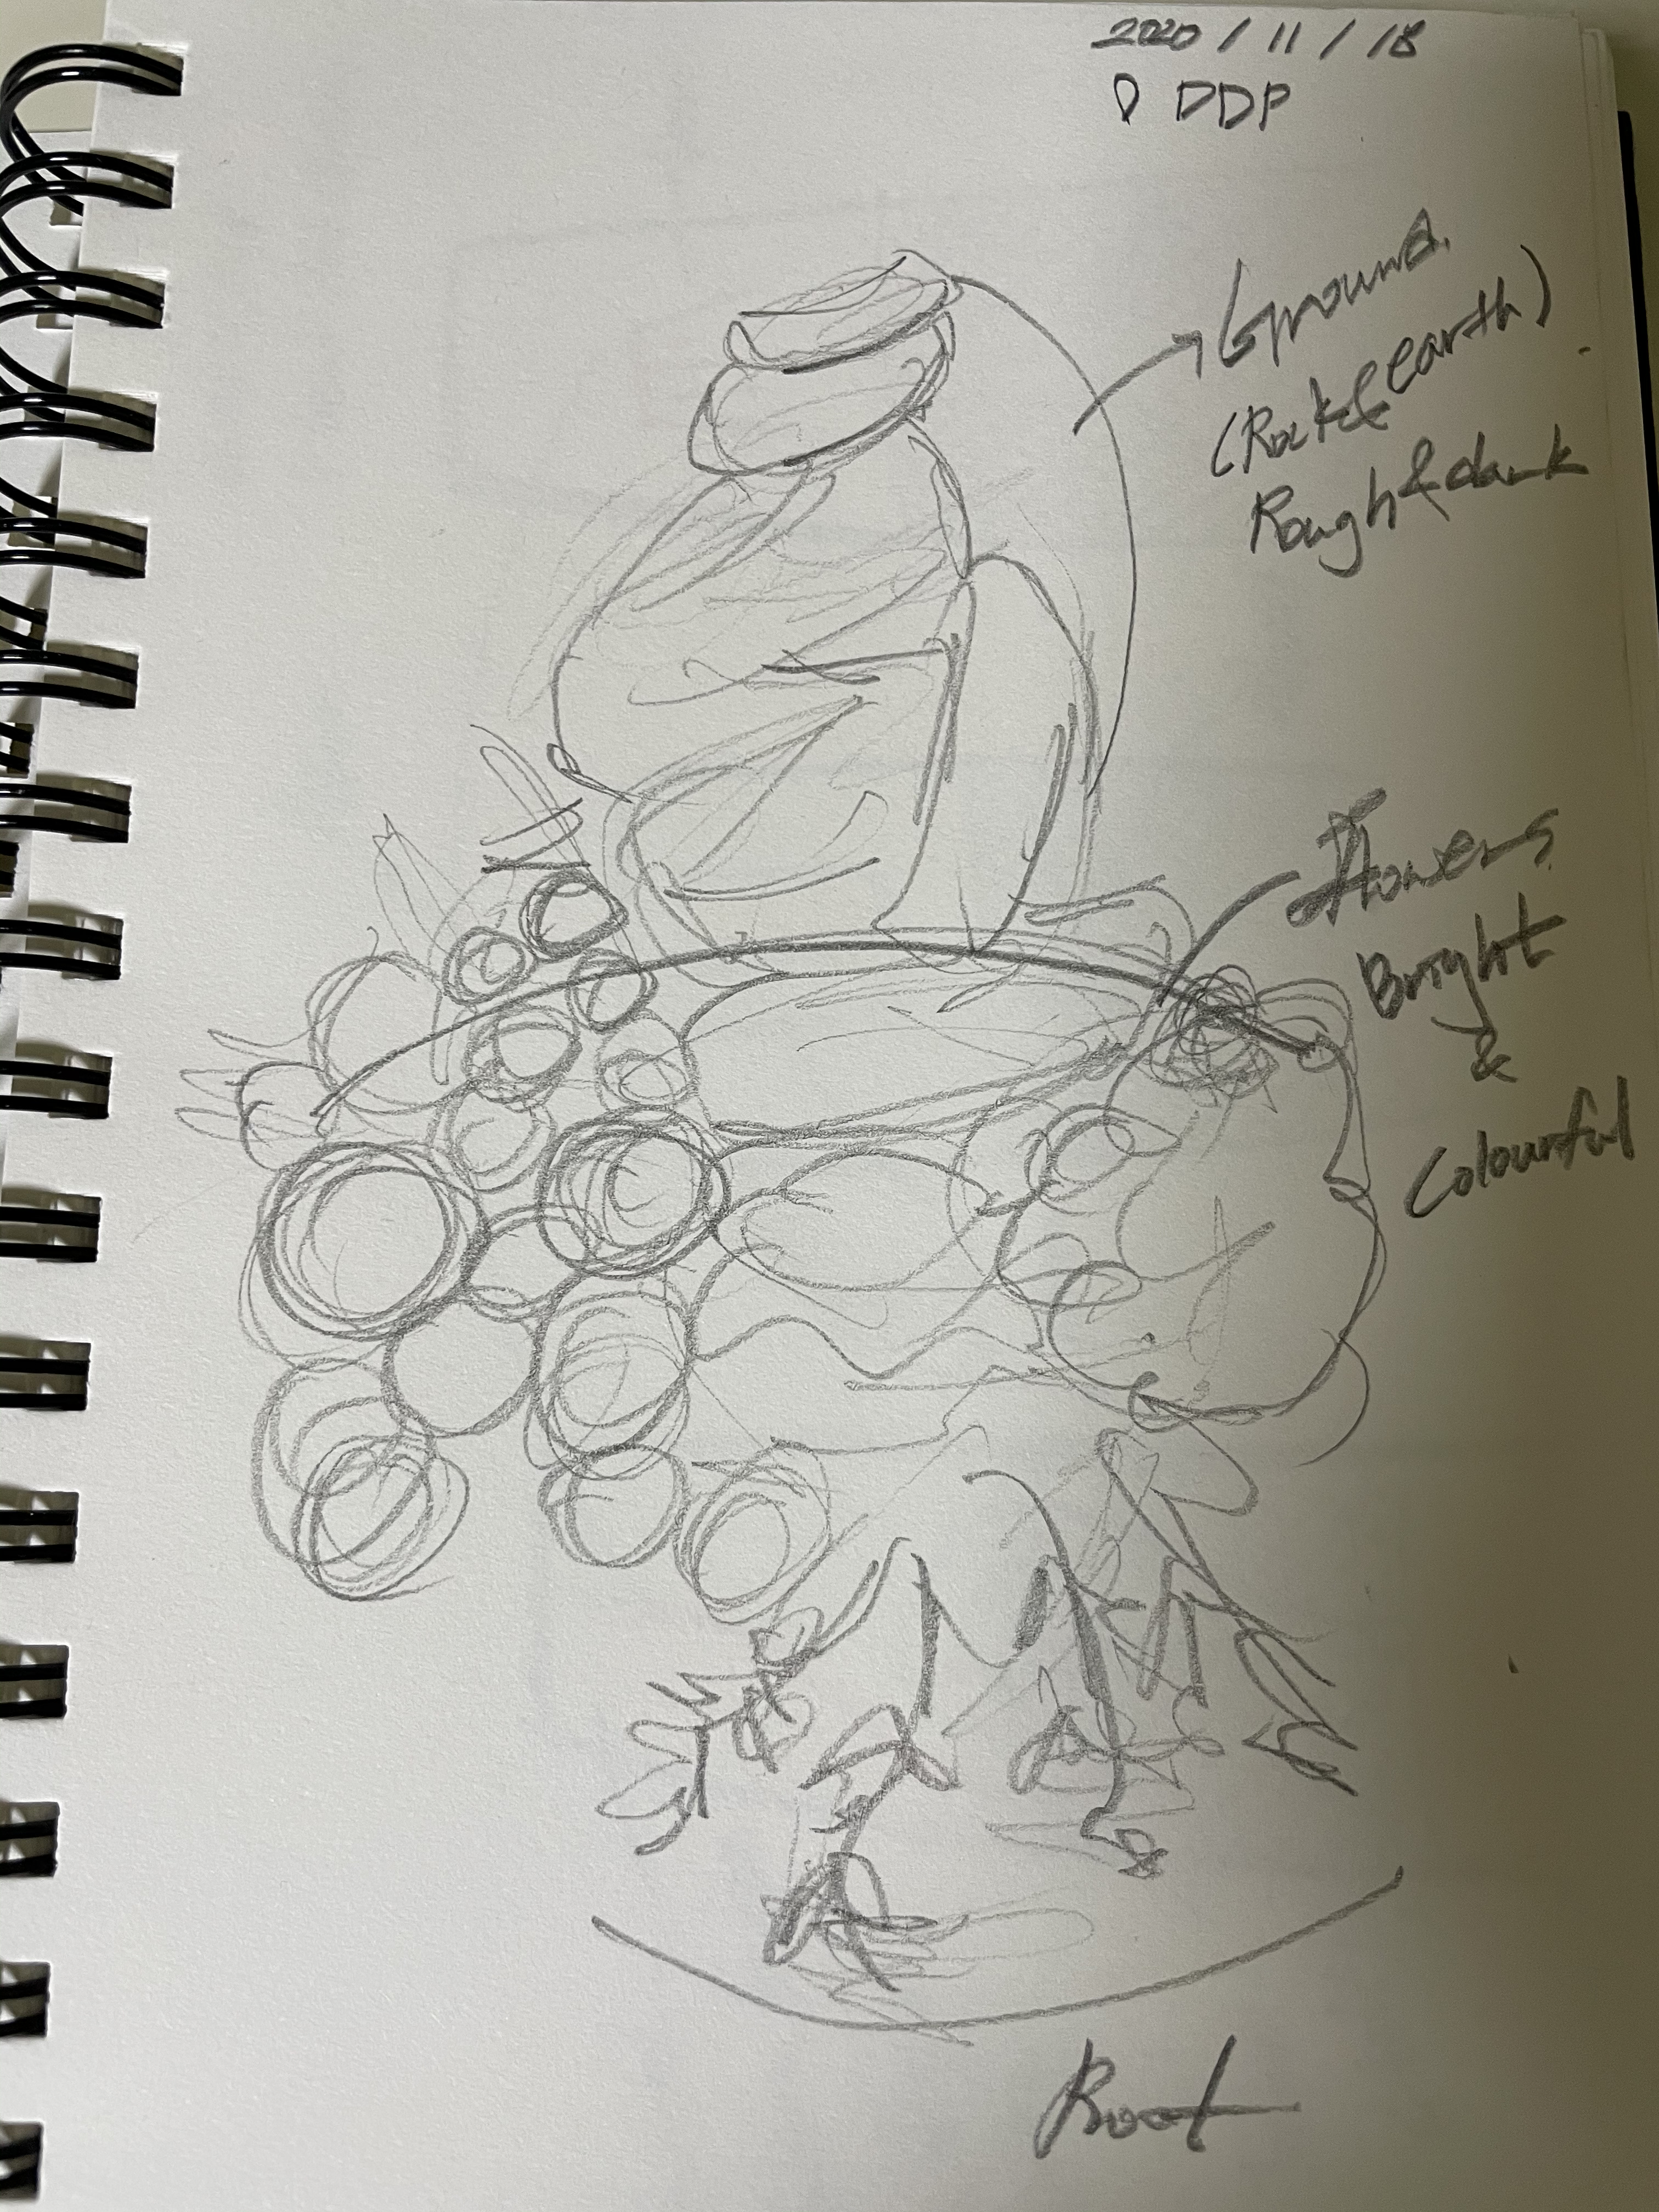 2020 / 11 / 18
DDP
Ground.
(Rock & earth)
Rough & dark
Flowers
Bright
&
Colourful
Root